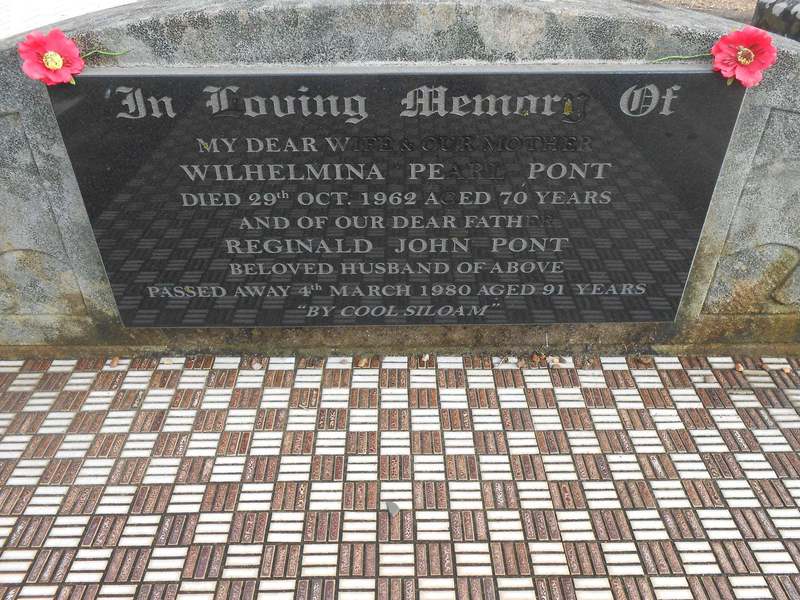 In Loving Memory Of
MY DEAR WIFE & OUR MOTHER
WILHELMINA PEARL PONT
DIED 29th OCT. 1962 AGED 70 YEARS
AND OF OUR DEAR FATHER
REGINALD JOHN PONT
BELOVED HUSBAND OF ABOVE
PASSED AWAY 4th MARCH 1980 AGED 91 YEARS
"BY COOL SILOAM"